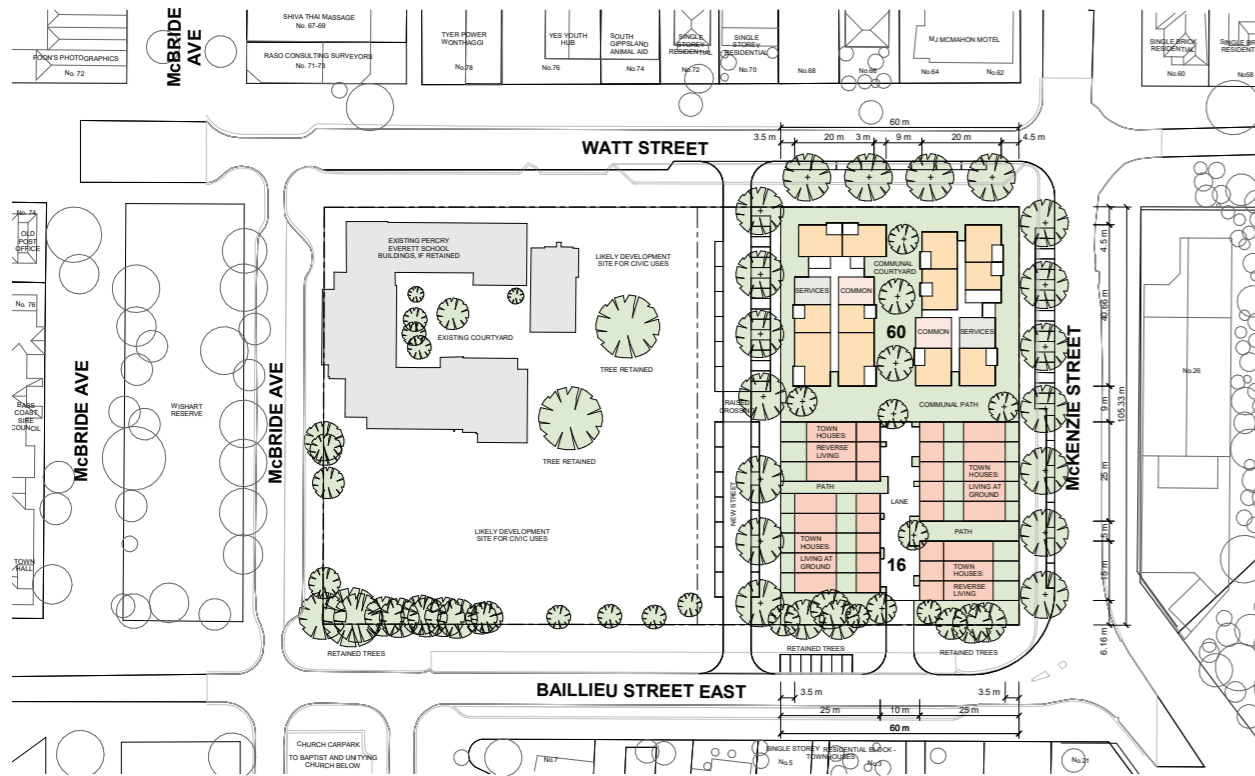 SHIVA THAI MASSAGE
No. 67-69
RASO CONSULTING SURVEYORS
No. 71-73
FOON'S PHOTOGRAPHICS
No. 72
McBRIDE
AVE
TYER POWER
WONTHAGGI
No.78
YES YOUTH
HUB
No.76
SOUTH
GIPPSLAND
ANIMAL AID
No.74
SINGLE
STOREY
RESIDENTIAL
No.72
SINGLE
STOREY
RESIDENTIAL
No.70
No.68
No.66
MJ MCMAHON MOTEL
No.64
No.62
SINGLE BRICK
RESIDENTIAL
No.60
No.58
60 m
3.5 m
20 m
3 m
9 m
20 m
4.5 m
WATT STREET
No. 74
OLD
POST
OFFICE
No. 76
BASS
COAST
SIRE
COUNCIL
TOWN
HALL
McBRIDE AVE
WISHART
RESERVE
McBRIDE AVE
EXISTING PERCRY
EVERETT SCHOOL
BUILDINGS, IF RETAINED
LIKELY DEVELOPMENT
SITE FOR CIVIC USES
EXISTING COURTYARD
TREE RETAINED
TREE RETAINED
LIKELY DEVELOPMENT
SITE FOR CIVIC USES
RETAINED TREES
RAISED
CROSSING
NEW STREET
COMMUNAL
COURTYARD
SERVICES
COMMON
60
COMMON
SERVICES
COMMUNAL PATH
TOWN
HOUSES:
REVERSE
LIVING
PATH
TOWN
HOUSES:
LIVING AT
GROUND
LANE
16
TOWN
HOUSES:
LIVING AT
GROUND
PATH
TOWN
HOUSES:
REVERSE
LIVING
McKENZIE STREET
4.5 m
40.66 m
9 m
25 m
5 m
15 m
6.16 m
105.33 m
No.26
RETAINED TREES
RETAINED TREES
BAILLIEU STREET EAST
3.5 m
3.5 m
25 m
10 m
25 m
60 m
CHURCH CARPARK
TO BAPTIST AND UNITYING
CHURCH BELOW
No.7
SINGLE STOREY RESIDENTIAL BLOCK -
TOWNHOUSES
No.5
No.3
No.21